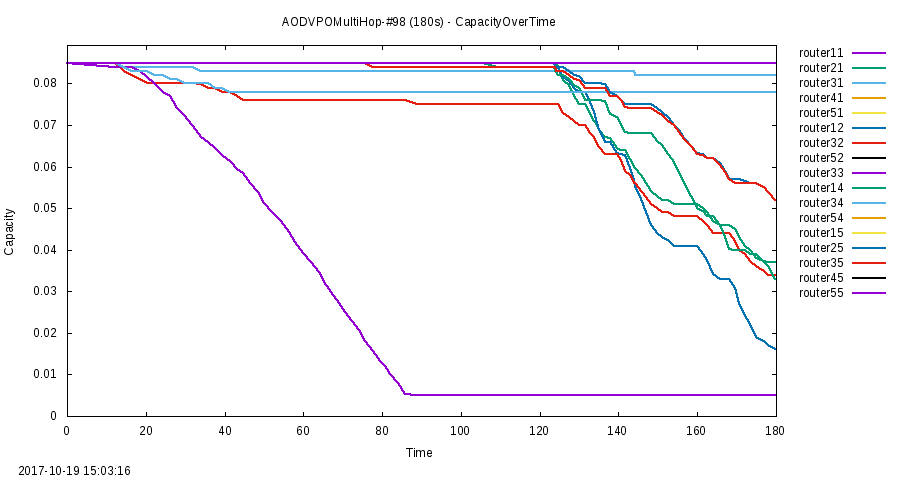 AODVPOMultiHop-#98 (180s) - CapacityOverTime
router11
router21
router31
router41
router51
router12
router32
router52
router33
router14
router34
router54
router15
router25
router35
router45
router55
Capacity
0.08
0.07
0.06
0.05
0.04
0.03
0.02
0.01
0
0 20 40 60 80 100 120 140 160 180
Time
2017-10-19 15:03:16